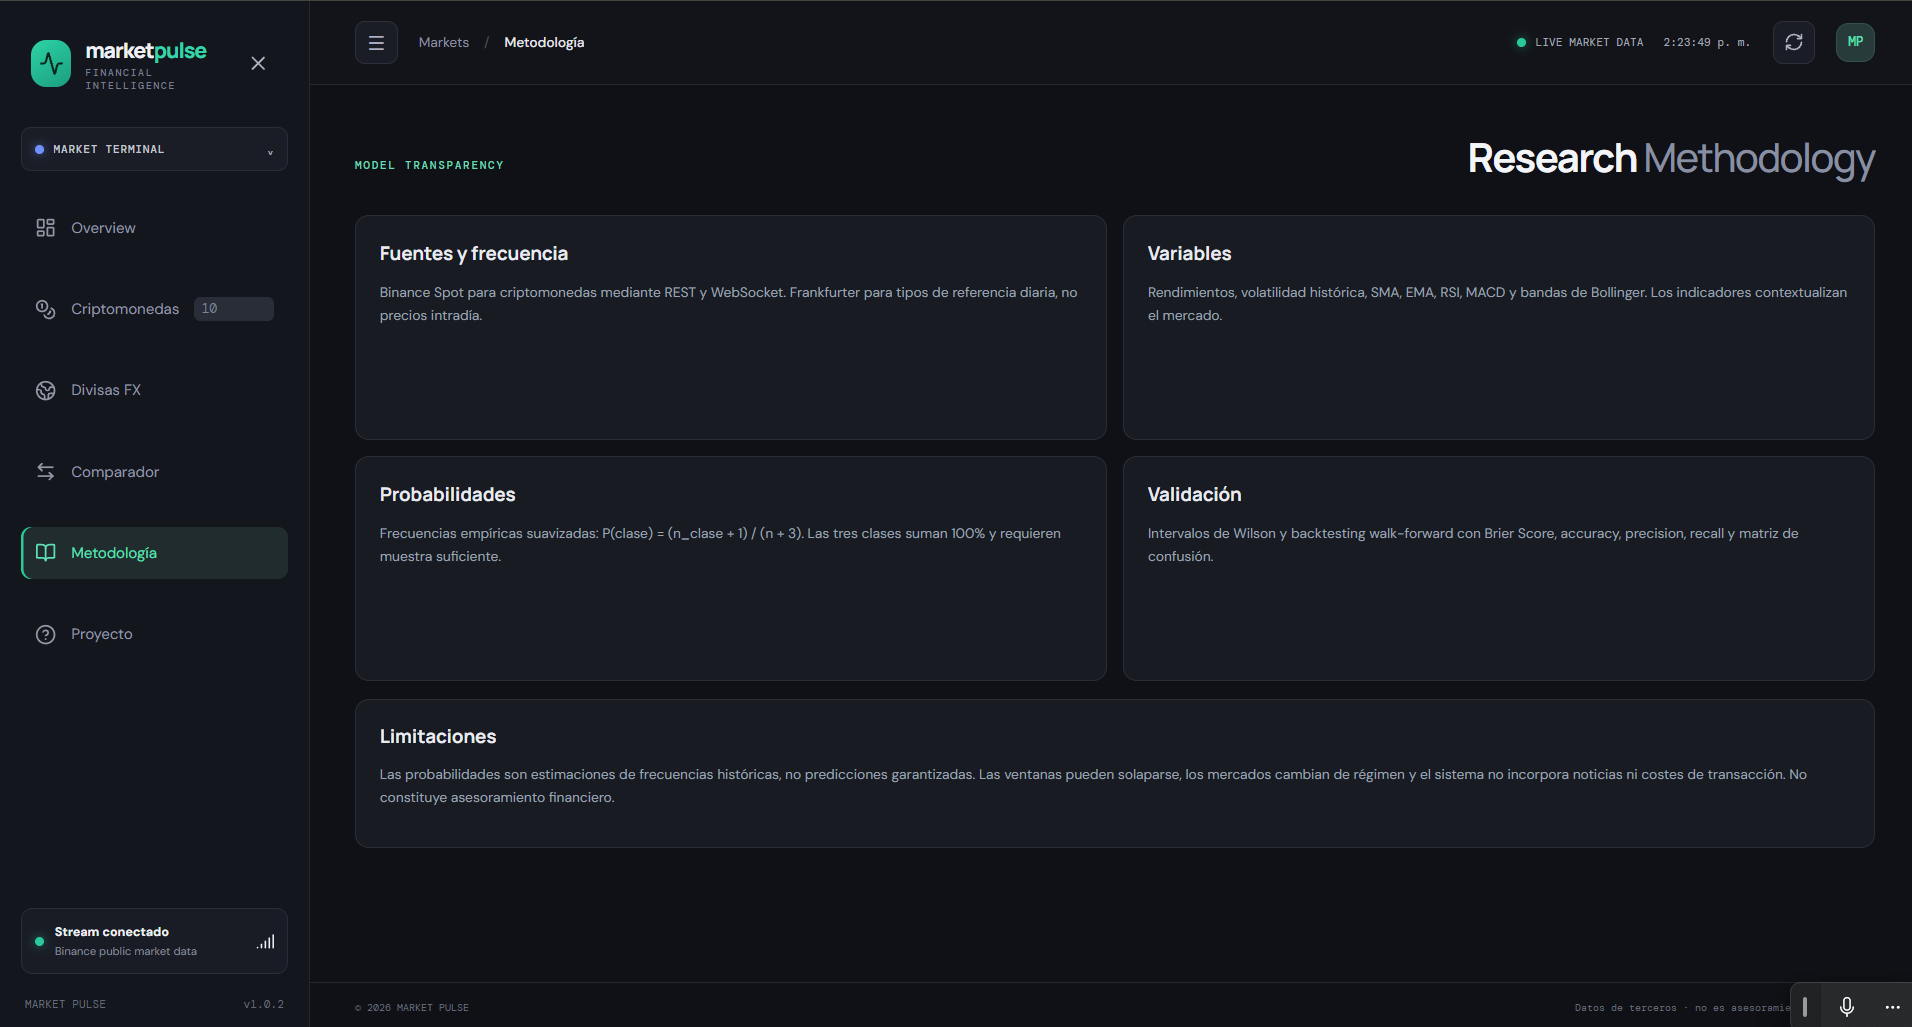 marketpulse
FINANCIAL
INTELLIGENCE
MARKET TERMINAL
Overview
Criptomonedas 10
Divisas FX
Comparador
Metodología
Proyecto
Stream conectado
Binance public market data
MARKET PULSE v1.0.2
Markets / Metodología
LIVE MARKET DATA 2:23:49 p. m.
MP
MODEL TRANSPARENCY
Research Methodology
Fuentes y frecuencia
Binance Spot para criptomonedas mediante REST y WebSocket. Frankfurter para tipos de referencia diaria, no
precios intradía.
Variables
Rendimientos, volatilidad histórica, SMA, EMA, RSI, MACD y bandas de Bollinger. Los indicadores contextualizan
el mercado.
Probabilidades
Frecuencias empíricas suavizadas: P(clase) = (n_clase + 1) / (n + 3). Las tres clases suman 100% y requieren
muestra suficiente.
Validación
Intervalos de Wilson y backtesting walk-forward con Brier Score, accuracy, precision, recall y matriz de
confusión.
Limitaciones
Las probabilidades son estimaciones de frecuencias históricas, no predicciones garantizadas. Las ventanas pueden solaparse, los mercados cambian de régimen y el sistema no incorpora noticias ni costes de transacción. No
constituye asesoramiento financiero.
© 2026 MARKET PULSE
Datos de terceros · no es asesoramie